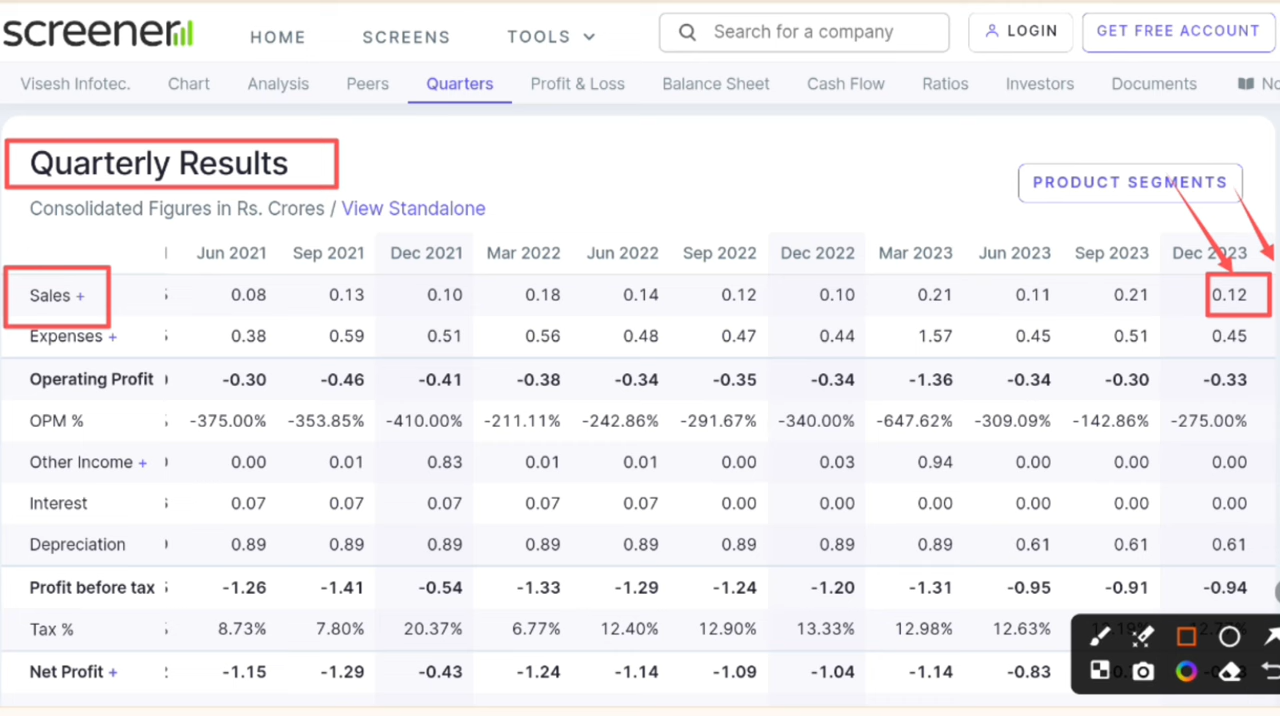 screener HOME SCREENS TOOLS Search for a company LOGIN GET FREE ACCOUNT
Visesh Infotec. Chart Analysis Peers Quarters Profit & Loss Balance Sheet Cash Flow Ratios Investors Documents
Quarterly Results
PRODUCT SEGMENTS
Consolidated Figures in Rs. Crores / View Standalone
Jun 2021 Sep 2021 Dec 2021 Mar 2022 Jun 2022 Sep 2022 Dec 2022 Mar 2023 Jun 2023 Sep 2023 Dec 2023
Sales + 0.08 0.13 0.10 0.18 0.14 0.12 0.10 0.21 0.11 0.21 0.12
Expenses + 0.38 0.59 0.51 0.56 0.48 0.47 0.44 1.57 0.45 0.51 0.45
Operating Profit -0.30 -0.46 -0.41 -0.38 -0.34 -0.35 -0.34 -1.36 -0.34 -0.30 -0.33
OPM % -375.00% -353.85% -410.00% -211.11% -242.86% -291.67% -340.00% -647.62% -309.09% -142.86% -275.00%
Other Income + 0.00 0.01 0.83 0.01 0.01 0.00 0.03 0.94 0.00 0.00 0.00
Interest 0.07 0.07 0.07 0.07 0.07 0.00 0.00 0.00 0.00 0.00 0.00
Depreciation 0.89 0.89 0.89 0.89 0.89 0.89 0.89 0.89 0.61 0.61 0.61
Profit before tax -1.26 -1.41 -0.54 -1.33 -1.29 -1.24 -1.20 -1.31 -0.95 -0.91 -0.94
Tax % 8.73% 7.80% 20.37% 6.77% 12.40% 12.90% 13.33% 12.98% 12.63%
Net Profit + -1.15 -1.29 -0.43 -1.24 -1.14 -1.09 -1.04 -1.14 -0.83